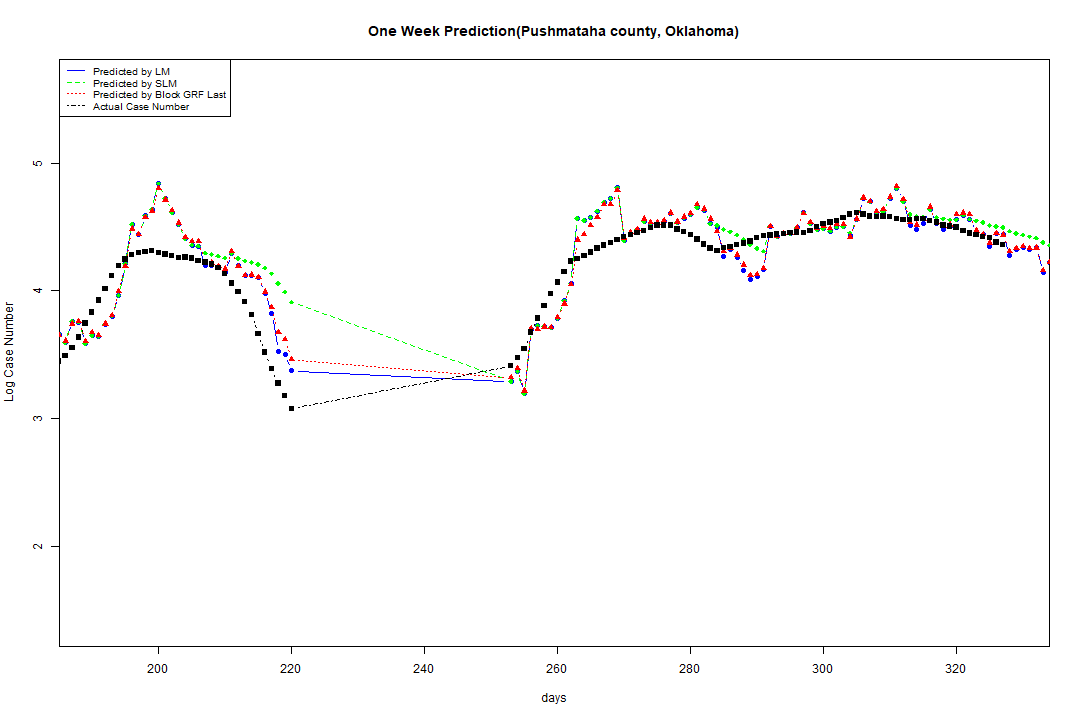 One Week Prediction(Pushmataha county, Oklahoma)
Predicted by LM
Predicted by SLM
Predicted by Block GRF Last
Actual Case Number
5
4
3
2
Log Case Number
200 220 240 260 280 300 320
days